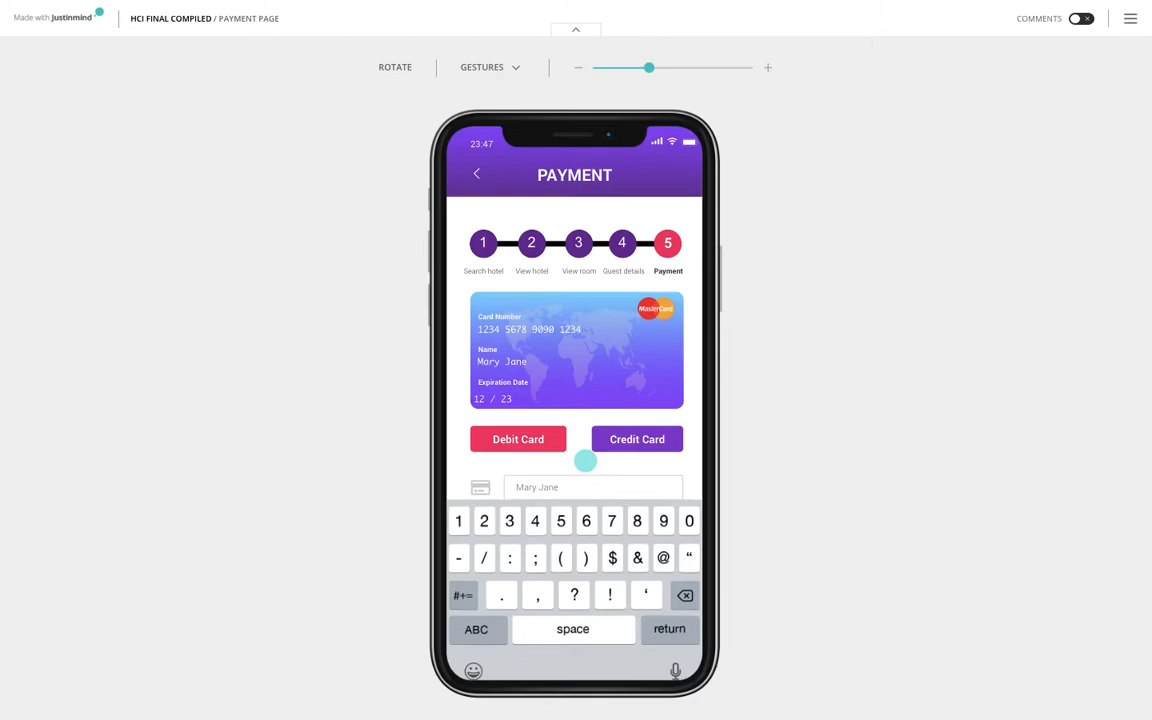 Made with Justinmind
HCI FINAL COMPILED / PAYMENT PAGE
COMMENTS
ROTATE
GESTURES
23:47
PAYMENT
1 2 3 4 5
Search hotel View hotel View room Guest details Payment
MasterCard
Card Number
1234 5678 9090 1234
Name
Mary Jane
Expiration Date
12 / 23
Debit Card Credit Card
Mary Jane
1 2 3 4 5 6 7 8 9 0
- / : ; ( ) $ & @ “
#+= . , ? ! ‘
ABC space return